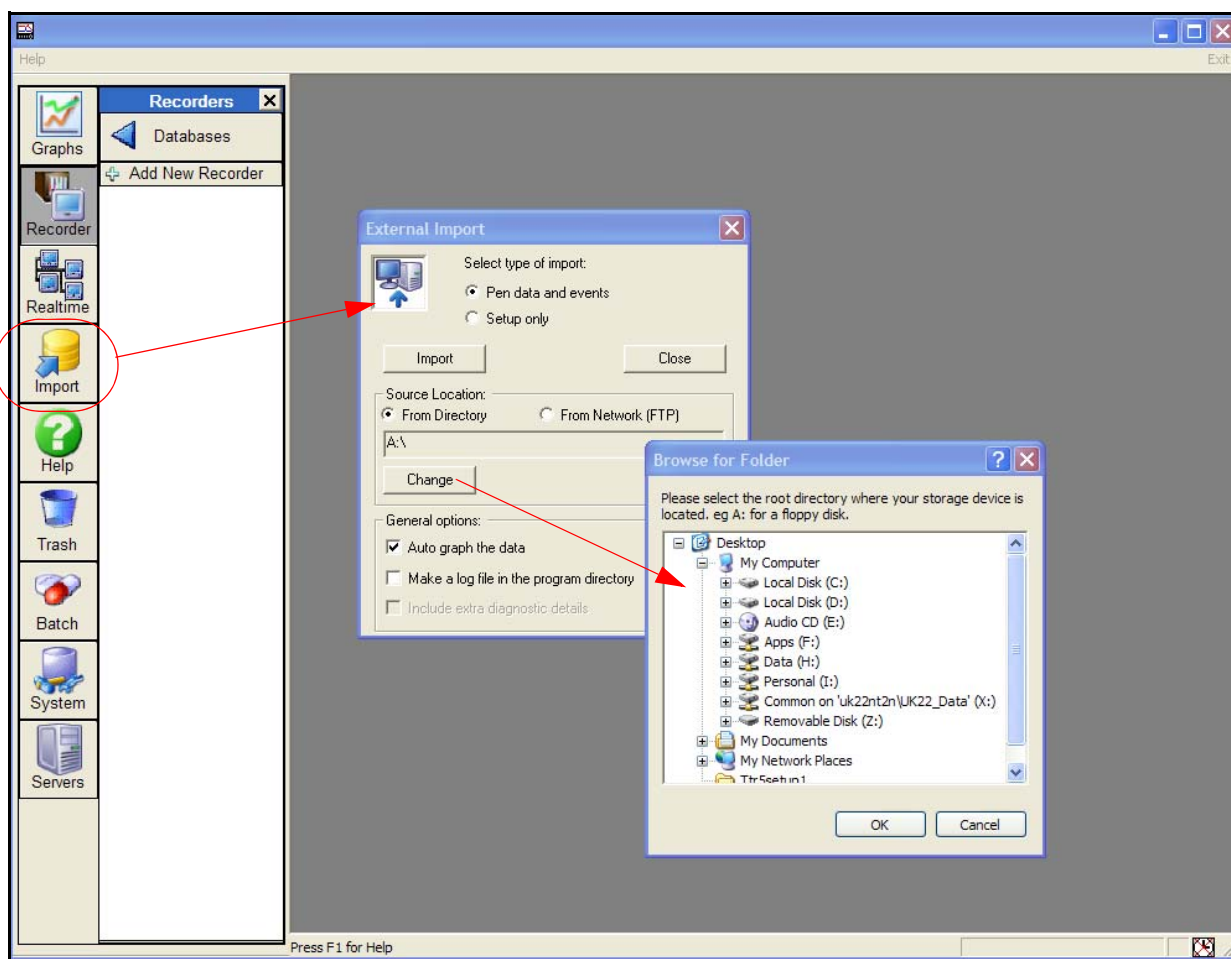 Help
Exit
Graphs
Recorder
Realtime
Import
Help
Trash
Batch
System
Servers
Recorders
Databases
Add New Recorder
External Import
Select type of import:
Pen data and events
Setup only
Import
Close
Source Location:
From Directory
From Network (FTP)
A:\
Change
General options:
Auto graph the data
Make a log file in the program directory
Include extra diagnostic details
Browse for Folder
Please select the root directory where your storage device is
located. eg A: for a floppy disk.
Desktop
My Computer
Local Disk (C:)
Local Disk (D:)
Audio CD (E:)
Apps (F:)
Data (H:)
Personal (I:)
Common on 'uk22nt2n\UK22_Data' (X:)
Removable Disk (Z:)
My Documents
My Network Places
Ttr5setup1
OK
Cancel
Press F1 for Help